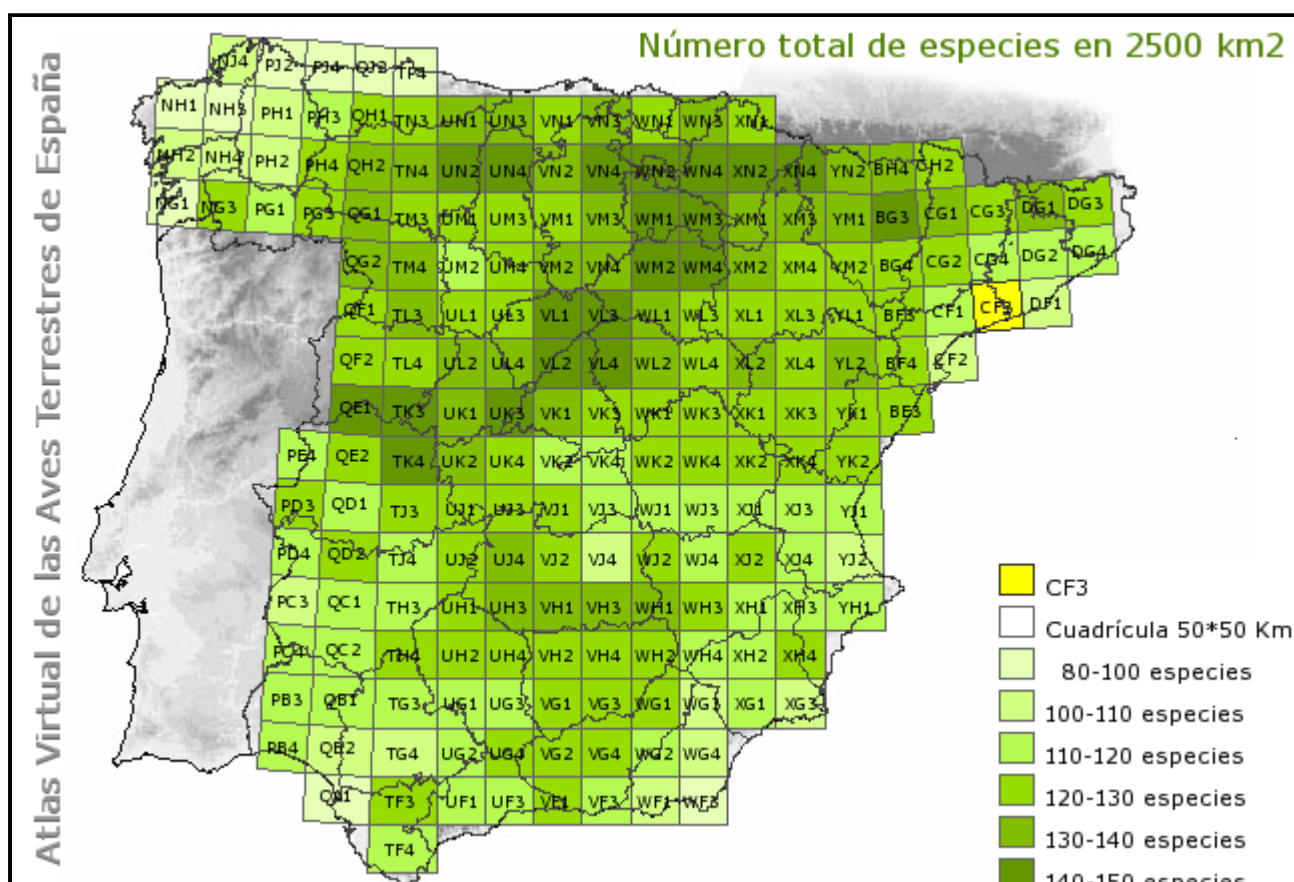 Número total de especies en 2500 km2
Atlas Virtual de las Aves Terrestres de España
NJ4 PJ2 PJ4 QJ2 TP4
NH1 NH3 PH1 PH3 QH1 TN3 UN1 UN3 VN1 VN3 WN1 WN3 XN1
NH2 NH4 PH2 PH4 QH2 TN4 UN2 UN4 VN2 VN4 WN2 WN4 XN2 XN4 YN2 BH4 CH2
NG1 NG3 PG1 PG3 QG1 TM3 UM1 UM3 VM1 VM3 WM1 WM3 XM1 XM3 YM1 BG3 CG1 CG3 DG1 DG3
QG2 TM4 UM2 UM4 VM2 VN4 WM2 WM4 XM2 XM4 YM2 BG4 CG2 CG4 DG2 DG4
QF1 TL3 UL1 UL3 VL1 VL3 WL1 WL3 XL1 XL3 YL1 BF3 CF1 CF3 DF1
QF2 TL4 UL2 UL4 VL2 VL4 WL2 WL4 XL2 XL4 YL2 BF4 CF2
QE1 TK3 UK1 UK3 VK1 VK3 WK1 WK3 XK1 XK3 YK1 BE3
PE4 QE2 TK4 UK2 UK4 VK2 VK4 WK2 WK4 XK2 XK4 YK2
PD3 QD1 TJ3 UJ1 UJ3 VJ1 VJ3 WJ1 WJ3 XJ1 XJ3 YJ1
PD4 QD2 TJ4 UJ2 UJ4 VJ2 VJ4 WJ2 WJ4 XJ2 XJ4 YJ2
PC3 QC1 TH3 UH1 UH3 VH1 VH3 WH1 WH3 XH1 XH3 YH1
PC4 QC2 TH4 UH2 UH4 VH2 VH4 WH2 WH4 XH2 XH4
PB3 QB1 TG3 UG1 UG3 VG1 VG3 WG1 WG3 XG1 XG3
PB4 QB2 TG4 UG2 UG4 VG2 VG4 WG2 WG4
QA1 TF3 UF1 UF3 VF1 VF3 WF1 WF3
TF4
CF3
Cuadrícula 50*50 Km
80-100 especies
100-110 especies
110-120 especies
120-130 especies
130-140 especies
140-150 especies